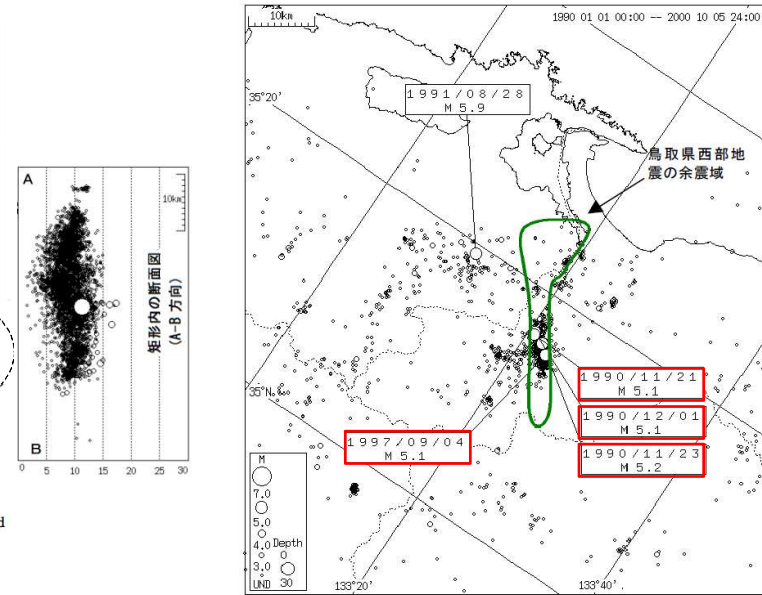 A
10km
B
0 5 10 15 20 25 30
矩形内の断面図
(A-B 方向)
d
10km
1990 01 01 00:00 -- 2000 10 05 24:00
35°20'
1991/08/28
M 5.9
鳥取県西部地
震の余震域
35°N
1990/11/21
M 5.1
1990/12/01
M 5.1
1990/11/23
M 5.2
1997/09/04
M 5.1
M
7.0
5.0
4.0
3.0
UND
Depth
0
30
133°20'
133°40'